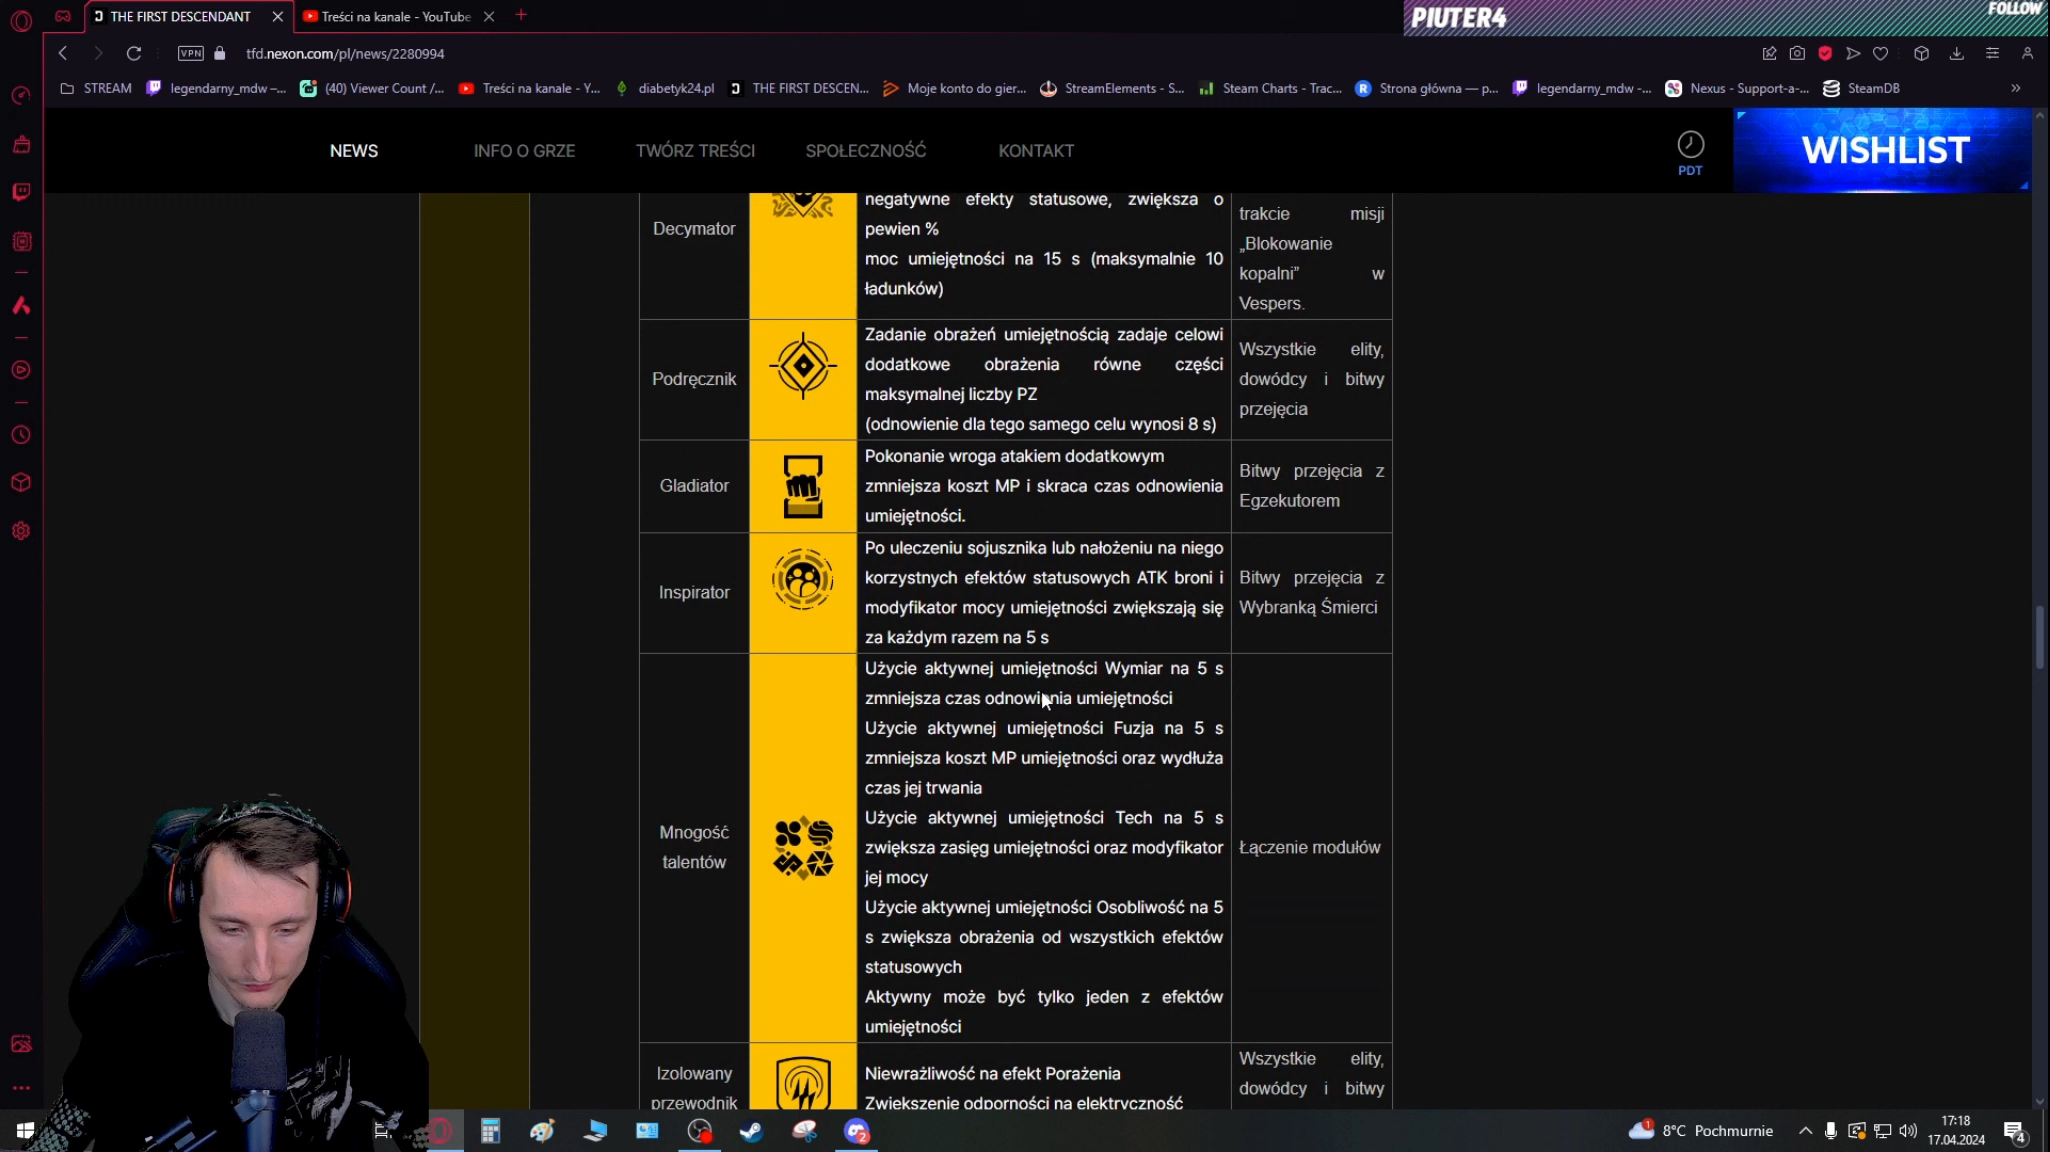 THE FIRST DESCENDANT
Treści na kanale - YouTube
PIUTER4
FOLLOW
VPN
tfd.nexon.com/pl/news/2280994
STREAM
legendarny_mdw –...
(40) Viewer Count /...
Treści na kanale - Y...
diabetyk24.pl
THE FIRST DESCEN...
Moje konto do gier...
StreamElements - S...
Steam Charts - Trac...
Strona główna — p...
legendarny_mdw -...
Nexus - Support-a-...
SteamDB
NEWS
INFO O GRZE
TWÓRZ TREŚCI
SPOŁECZNOŚĆ
KONTAKT
PDT
WISHLIST
Decymator
negatywne efekty statusowe, zwiększa o
pewien %
moc umiejętności na 15 s (maksymalnie 10
ładunków)
trakcie misji
„Blokowanie
kopalni” w
Vespers.
Podręcznik
Zadanie obrażeń umiejętnością zadaje celowi
dodatkowe obrażenia równe części
maksymalnej liczby PZ
(odnowienie dla tego samego celu wynosi 8 s)
Wszystkie elity,
dowódcy i bitwy
przejęcia
Gladiator
Pokonanie wroga atakiem dodatkowym
zmniejsza koszt MP i skraca czas odnowienia
umiejętności.
Bitwy przejęcia z
Egzekutorem
Inspirator
Po uleczeniu sojusznika lub nałożeniu na niego
korzystnych efektów statusowych ATK broni i
modyfikator mocy umiejętności zwiększają się
za każdym razem na 5 s
Bitwy przejęcia z
Wybranką Śmierci
Mnogość
talentów
Użycie aktywnej umiejętności Wymiar na 5 s
zmniejsza czas odnowienia umiejętności
Użycie aktywnej umiejętności Fuzja na 5 s
zmniejsza koszt MP umiejętności oraz wydłuża
czas jej trwania
Użycie aktywnej umiejętności Tech na 5 s
zwiększa zasięg umiejętności oraz modyfikator
jej mocy
Użycie aktywnej umiejętności Osobliwość na 5
s zwiększa obrażenia od wszystkich efektów
statusowych
Aktywny może być tylko jeden z efektów
umiejętności
Łączenie modułów
Izolowany
przewodnik
Niewrażliwość na efekt Porażenia
Zwiększenie odporności na elektryczność
Wszystkie elity,
dowódcy i bitwy
8°C Pochmurnie
17:18
17.04.2024